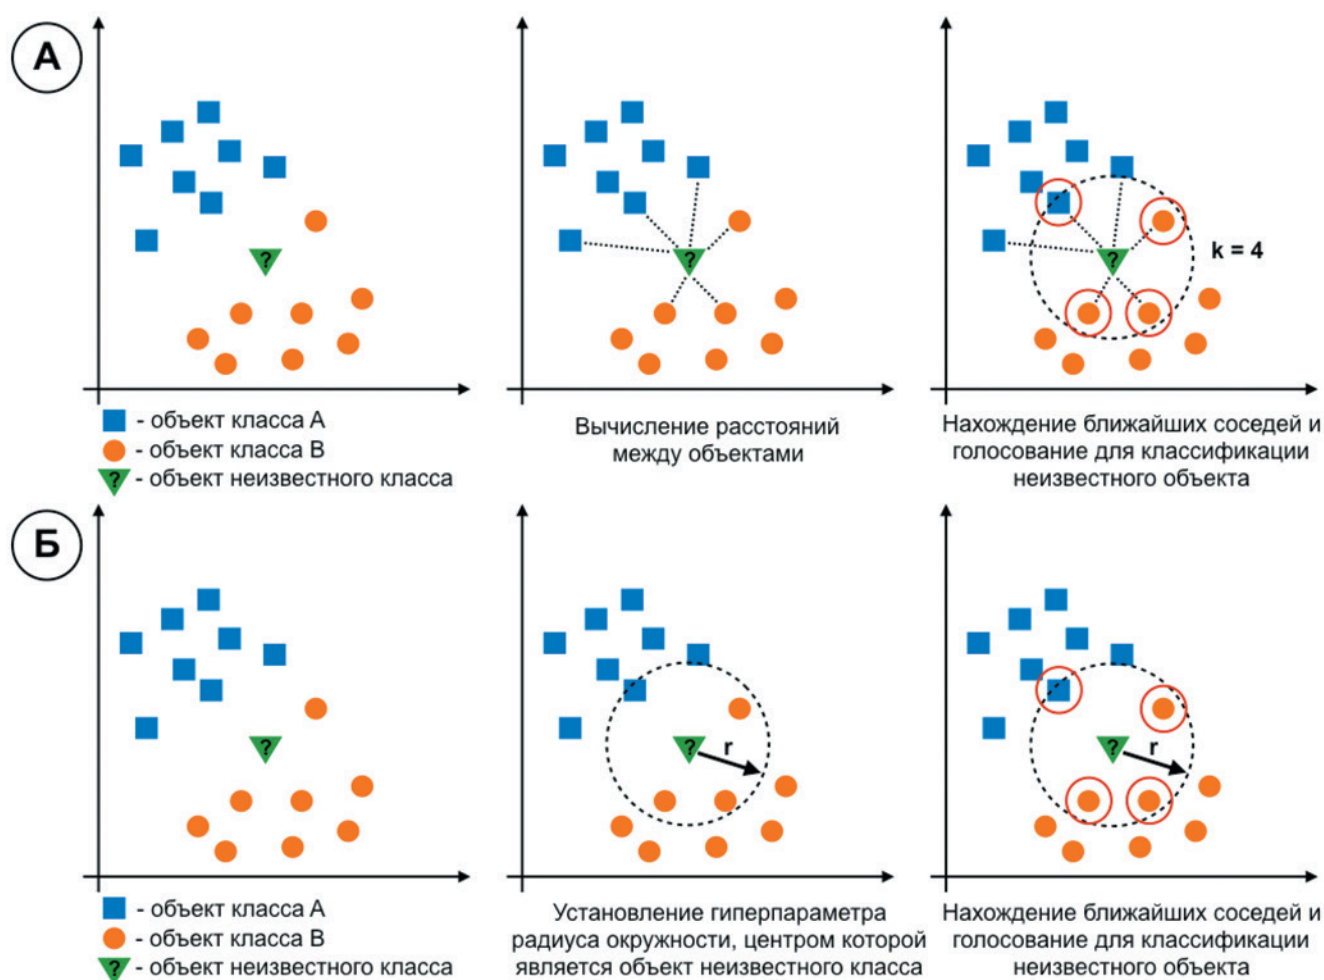 А
?
?
?
k = 4
- объект класса А
- объект класса В
? - объект неизвестного класса
Вычисление расстояний
между объектами
Нахождение ближайших соседей и
голосование для классификации
неизвестного объекта
Б
?
? r
? r
- объект класса А
- объект класса В
? - объект неизвестного класса
Установление гиперпараметра
радиуса окружности, центром которой
является объект неизвестного класса
Нахождение ближайших соседей и
голосование для классификации
неизвестного объекта